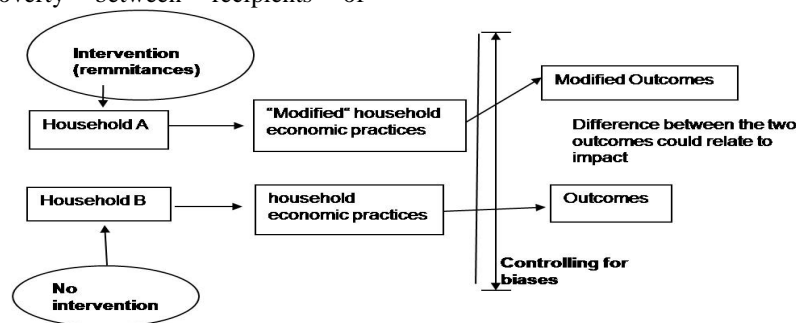 overty between recipients of
Intervention
(remmitances)
Household A
"Modified" household
economic practices
Modified Outcomes
Difference between the two
outcomes could relate to
impact
Household B
household
economic practices
Outcomes
Controlling for
biases
No
intervention